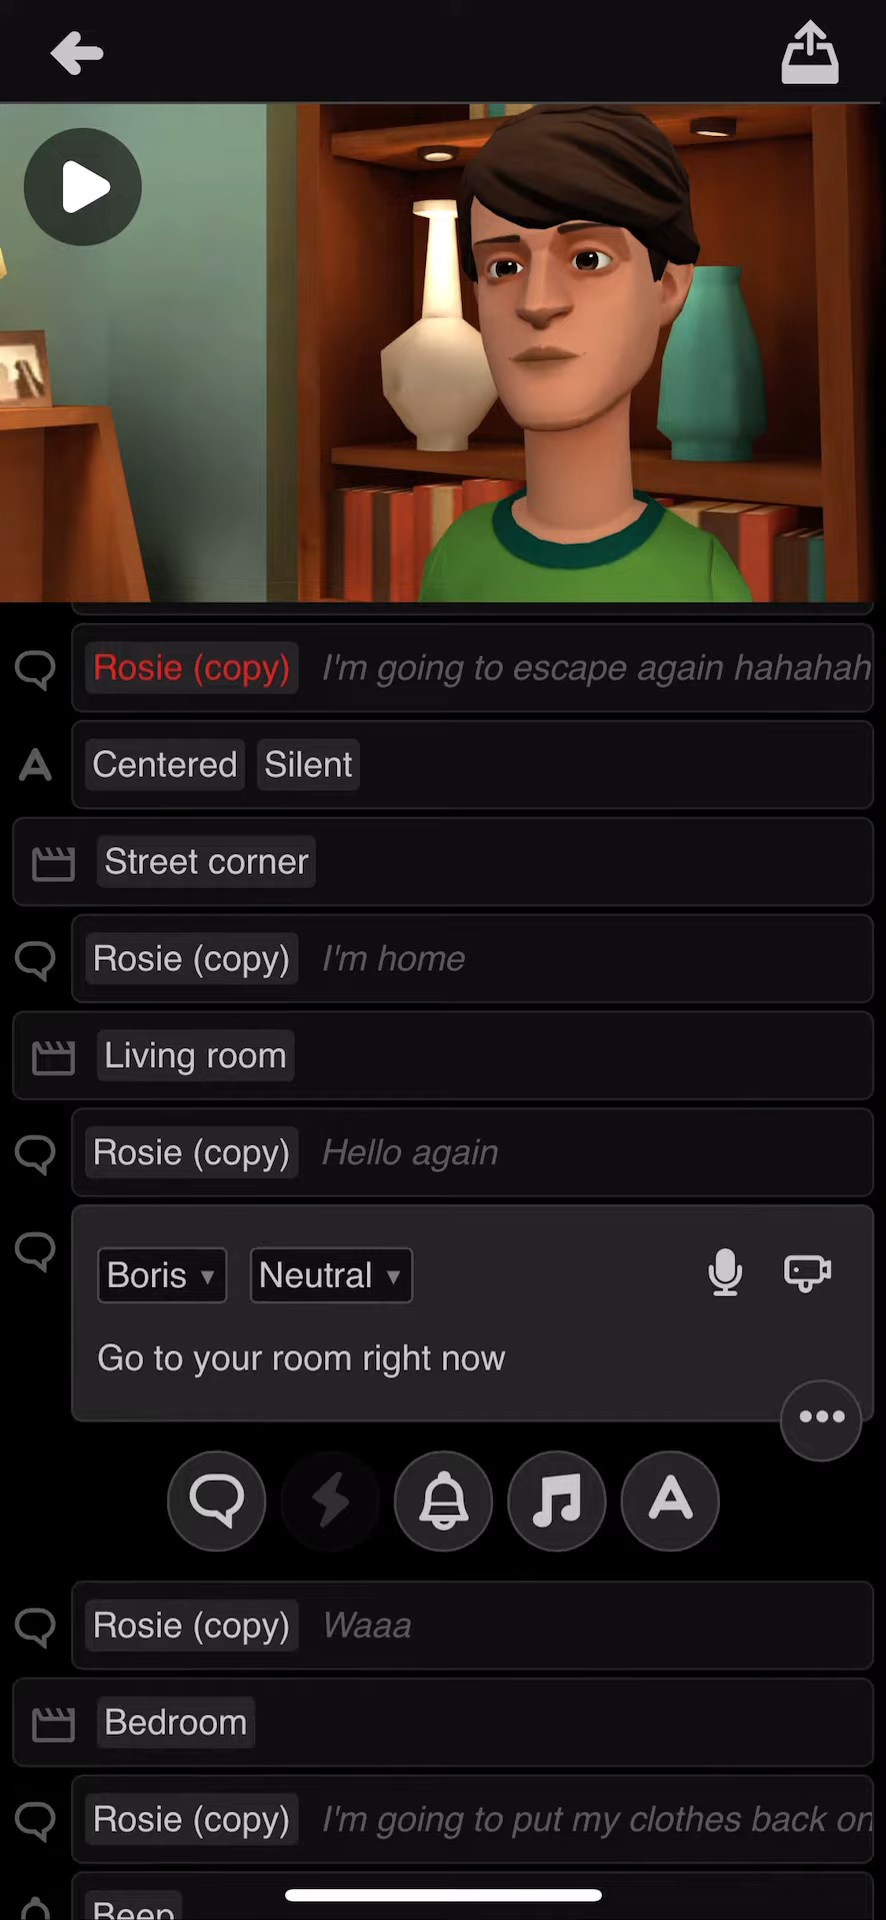 Rosie (copy) I'm going to escape again hahahah
Centered Silent
Street corner
Rosie (copy) I'm home
Living room
Rosie (copy) Hello again
Boris Neutral
Go to your room right now
Rosie (copy) Waaa
Bedroom
Rosie (copy) I'm going to put my clothes back on
Beep